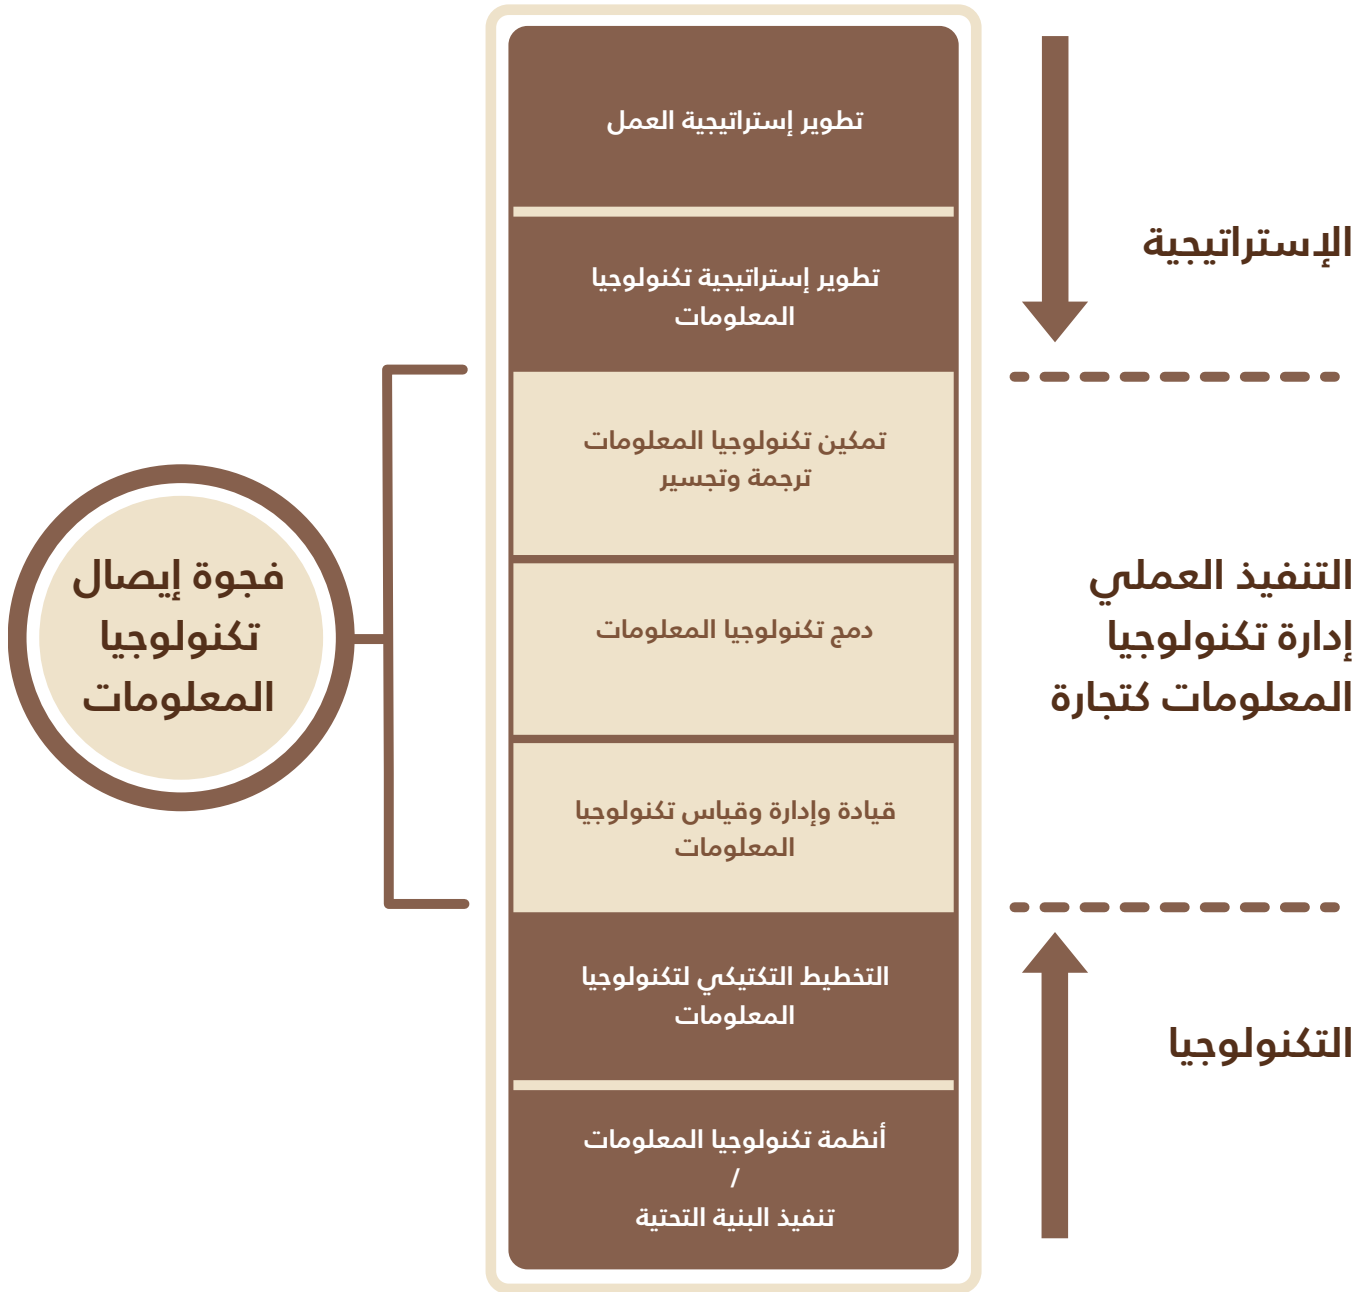 تطوير إستراتيجية العمل
تطوير إستراتيجية تكنولوجيا
المعلومات
الإستراتيجية
تمكين تكنولوجيا المعلومات
ترجمة وتجسير
دمج تكنولوجيا المعلومات
قيادة وإدارة وقياس تكنولوجيا
المعلومات
التنفيذ العملي
إدارة تكنولوجيا
المعلومات كتجارة
فجوة إيصال
تكنولوجيا
المعلومات
التخطيط التكتيكي لتكنولوجيا
المعلومات
أنظمة تكنولوجيا المعلومات
/
تنفيذ البنية التحتية
التكنولوجيا